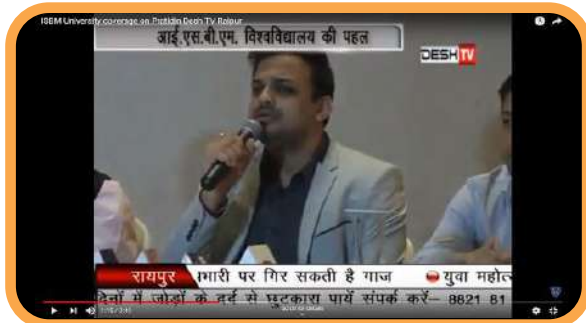 ISBM University coverage on Pratidin Desh TV Raipur
आई.एस.बी.एम. विश्वविद्यालय की पहल
DESH TV
रायपुर भारी पर गिर सकती है गाज युवा महोत्
दिनों में जोड़ों के दर्द से छुटकारा पायें संपर्क करें– 8821 81